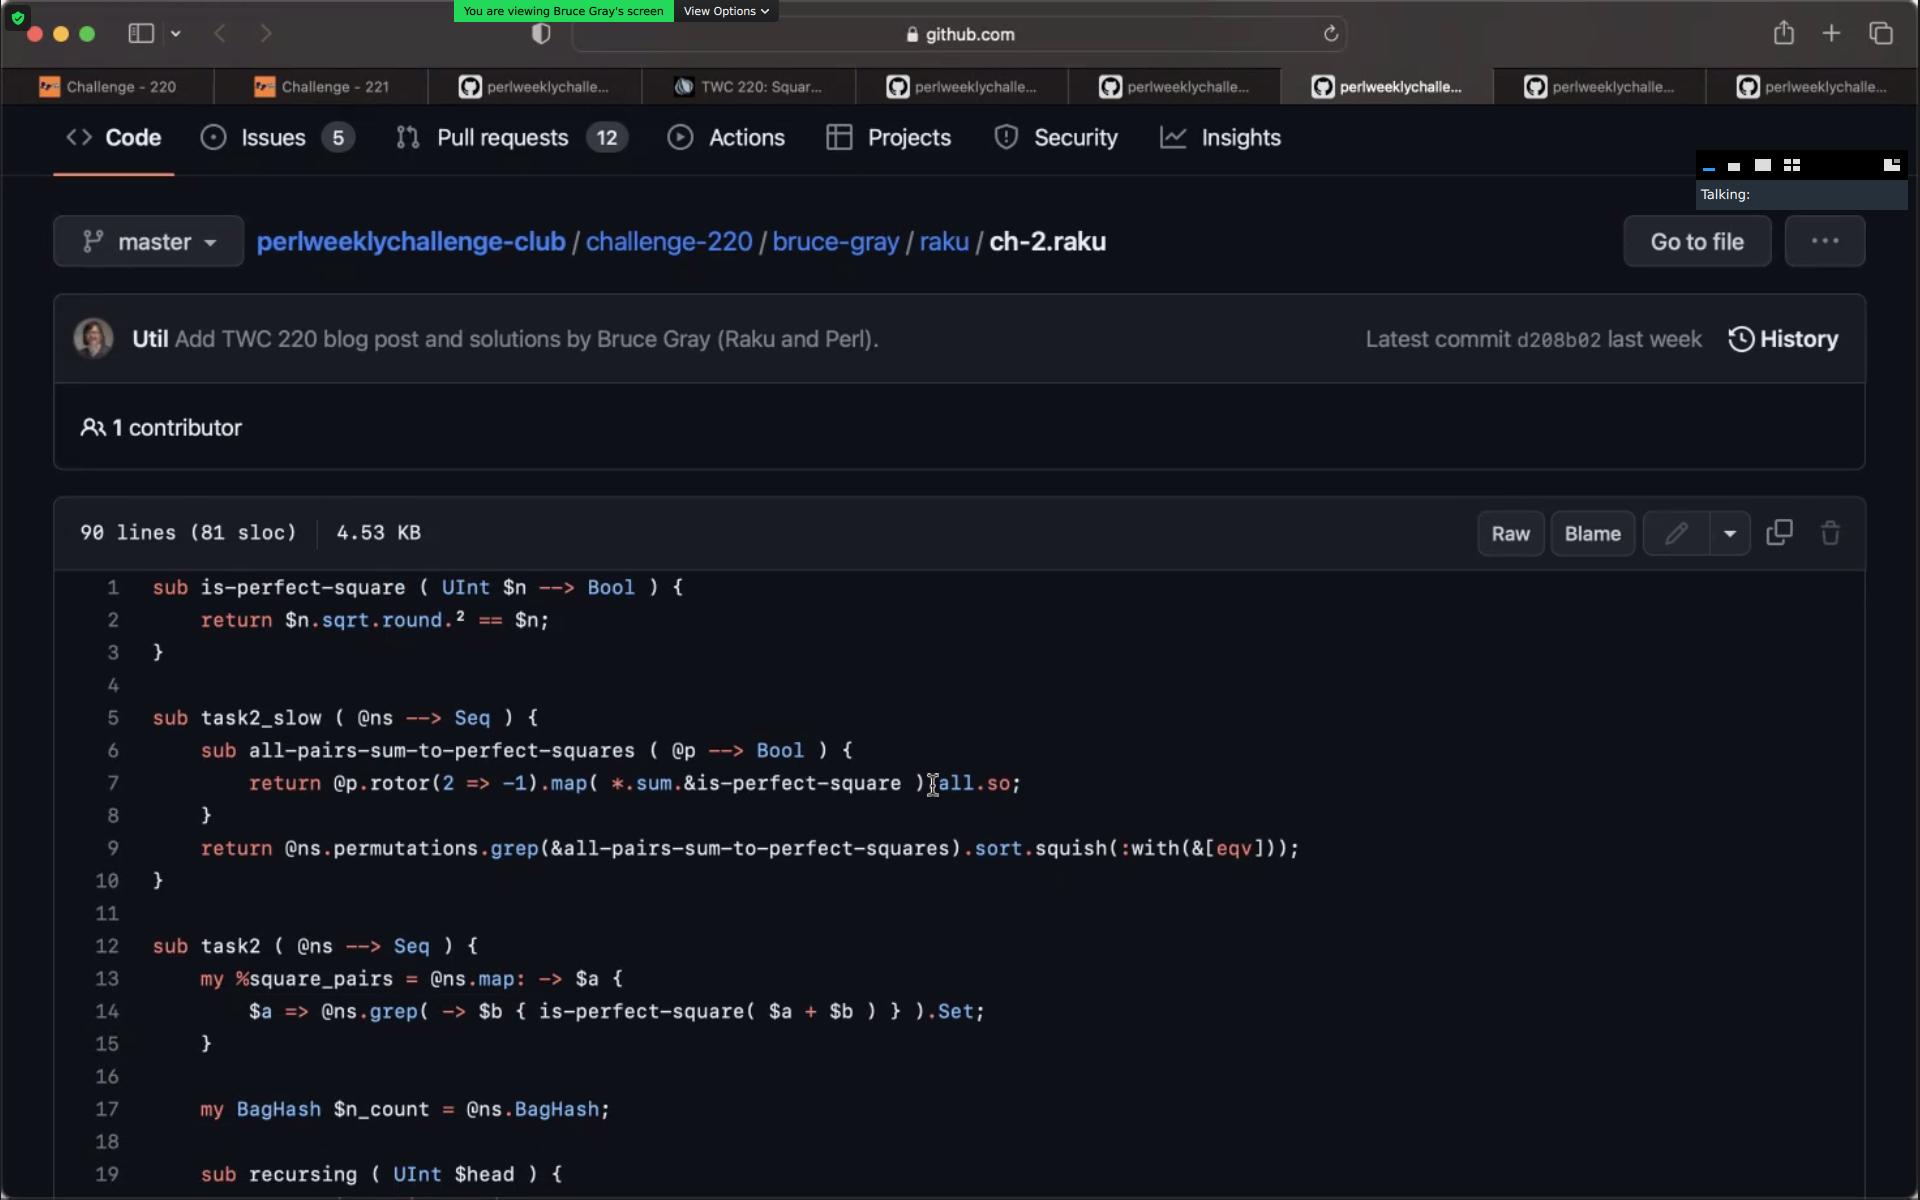 You are viewing Bruce Gray's screen View Options
github.com
Challenge - 220 Challenge - 221 perlweeklychalle... TWC 220: Squar... perlweeklychalle... perlweeklychalle... perlweeklychalle... perlweeklychalle... perlweeklychalle...
<> Code Issues 5 Pull requests 12 Actions Projects Security Insights
Talking:
master perlweeklychallenge-club / challenge-220 / bruce-gray / raku / ch-2.raku Go to file ...
Util Add TWC 220 blog post and solutions by Bruce Gray (Raku and Perl). Latest commit d208b02 last week History
1 contributor
90 lines (81 sloc) 4.53 KB Raw Blame
1 sub is-perfect-square ( UInt $n --> Bool ) {
2 return $n.sqrt.round.² == $n;
3 }
4
5 sub task2_slow ( @ns --> Seq ) {
6 sub all-pairs-sum-to-perfect-squares ( @p --> Bool ) {
7 return @p.rotor(2 => -1).map( *.sum.&is-perfect-square ).all.so;
8 }
9 return @ns.permutations.grep(&all-pairs-sum-to-perfect-squares).sort.squish(:with(&[eqv]));
10 }
11
12 sub task2 ( @ns --> Seq ) {
13 my %square_pairs = @ns.map: -> $a {
14 $a => @ns.grep( -> $b { is-perfect-square( $a + $b ) } ).Set;
15 }
16
17 my BagHash $n_count = @ns.BagHash;
18
19 sub recursing ( UInt $head ) {